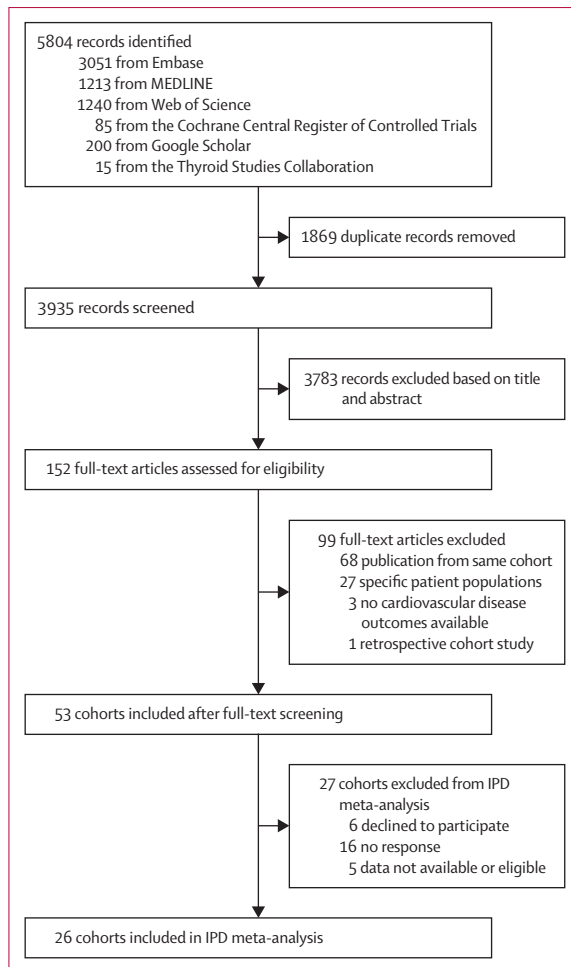 5804 records identified
3051 from Embase
1213 from MEDLINE
1240 from Web of Science
85 from the Cochrane Central Register of Controlled Trials
200 from Google Scholar
15 from the Thyroid Studies Collaboration
1869 duplicate records removed
3935 records screened
3783 records excluded based on title
and abstract
152 full-text articles assessed for eligibility
99 full-text articles excluded
68 publication from same cohort
27 specific patient populations
3 no cardiovascular disease
outcomes available
1 retrospective cohort study
53 cohorts included after full-text screening
27 cohorts excluded from IPD
meta-analysis
6 declined to participate
16 no response
5 data not available or eligible
26 cohorts included in IPD meta-analysis